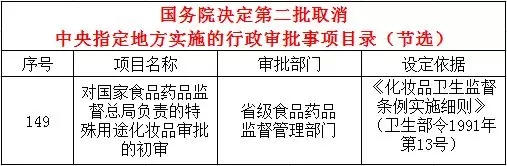 国务院决定第二批取消
中央指定地方实施的行政审批事项目录（节选）
序号 项目名称 审批部门 设定依据
149
对国家食品药品监
督总局负责的特
殊用途化妆品审批
的初审
省级食品药品
监督管理部门
《化妆品卫生监督
条例实施细则》
（卫生部令1991年
第13号）